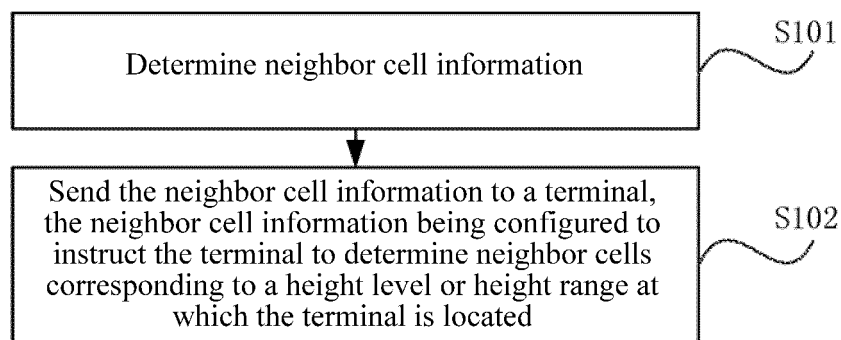 S101
Determine neighbor cell information
Send the neighbor cell information to a terminal,
the neighbor cell information being configured to
instruct the terminal to determine neighbor cells
corresponding to a height level or height range at
which the terminal is located
S102